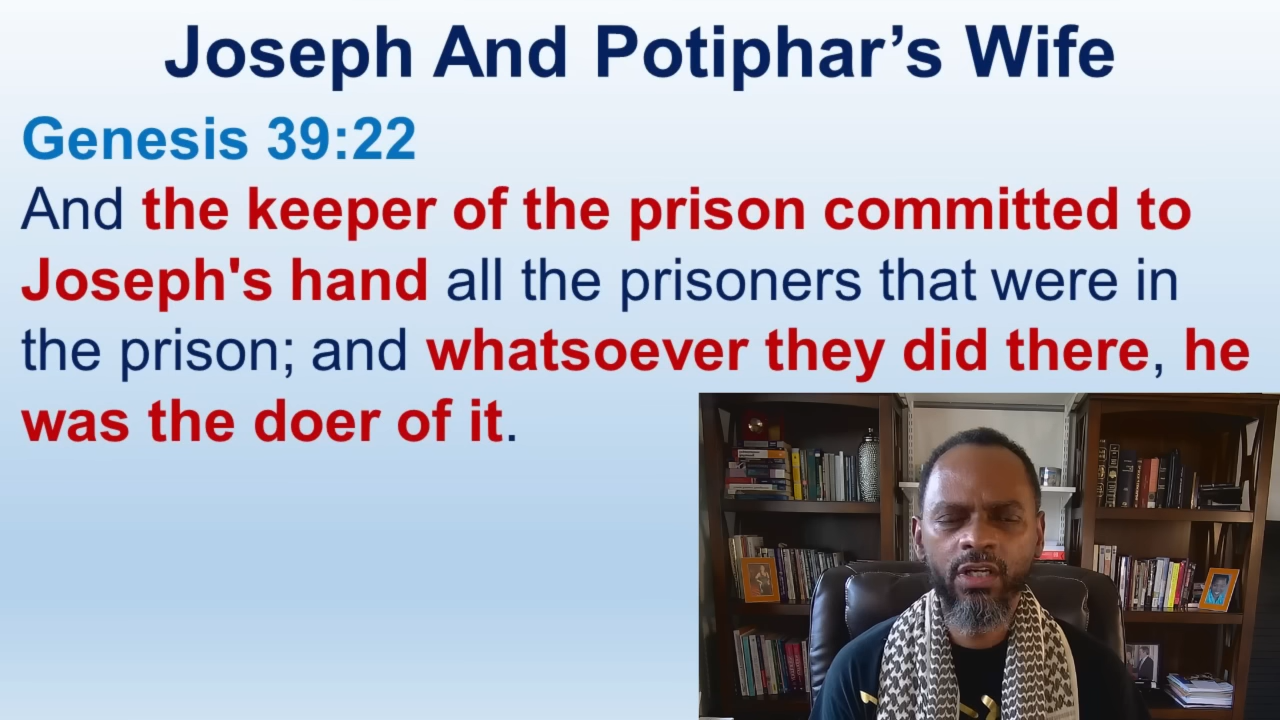 Joseph And Potiphar’s Wife
Genesis 39:22
And the keeper of the prison committed to
Joseph's hand all the prisoners that were in
the prison; and whatsoever they did there, he
was the doer of it.